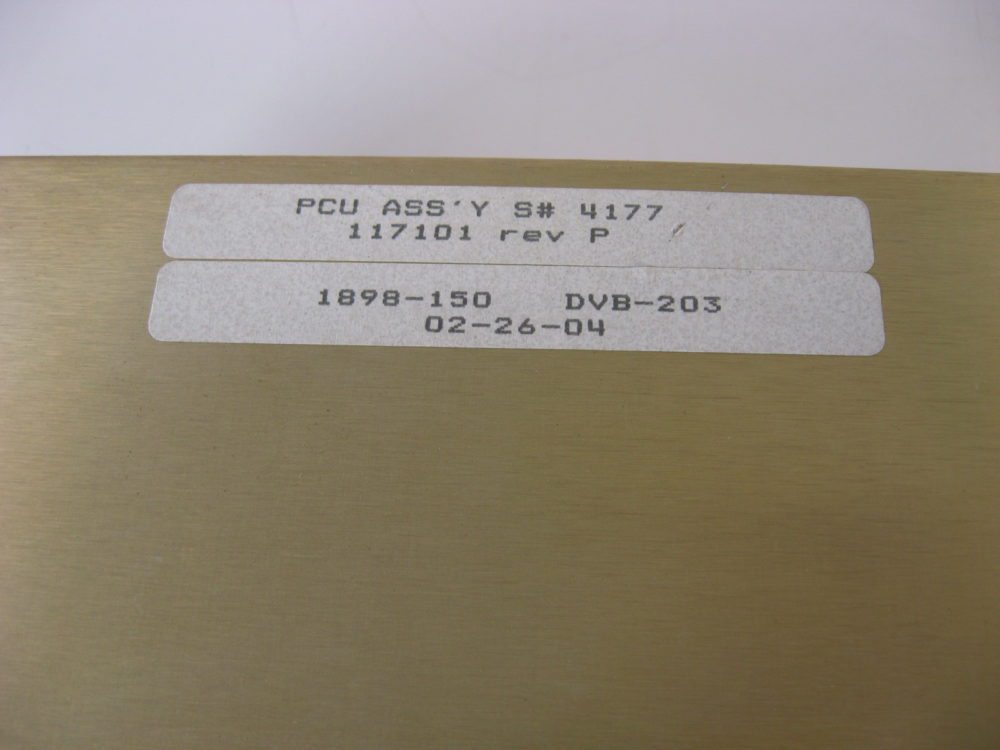 PCU ASS'Y S# 4177
117101 rev P
1898-150 DVB-203
02-26-04